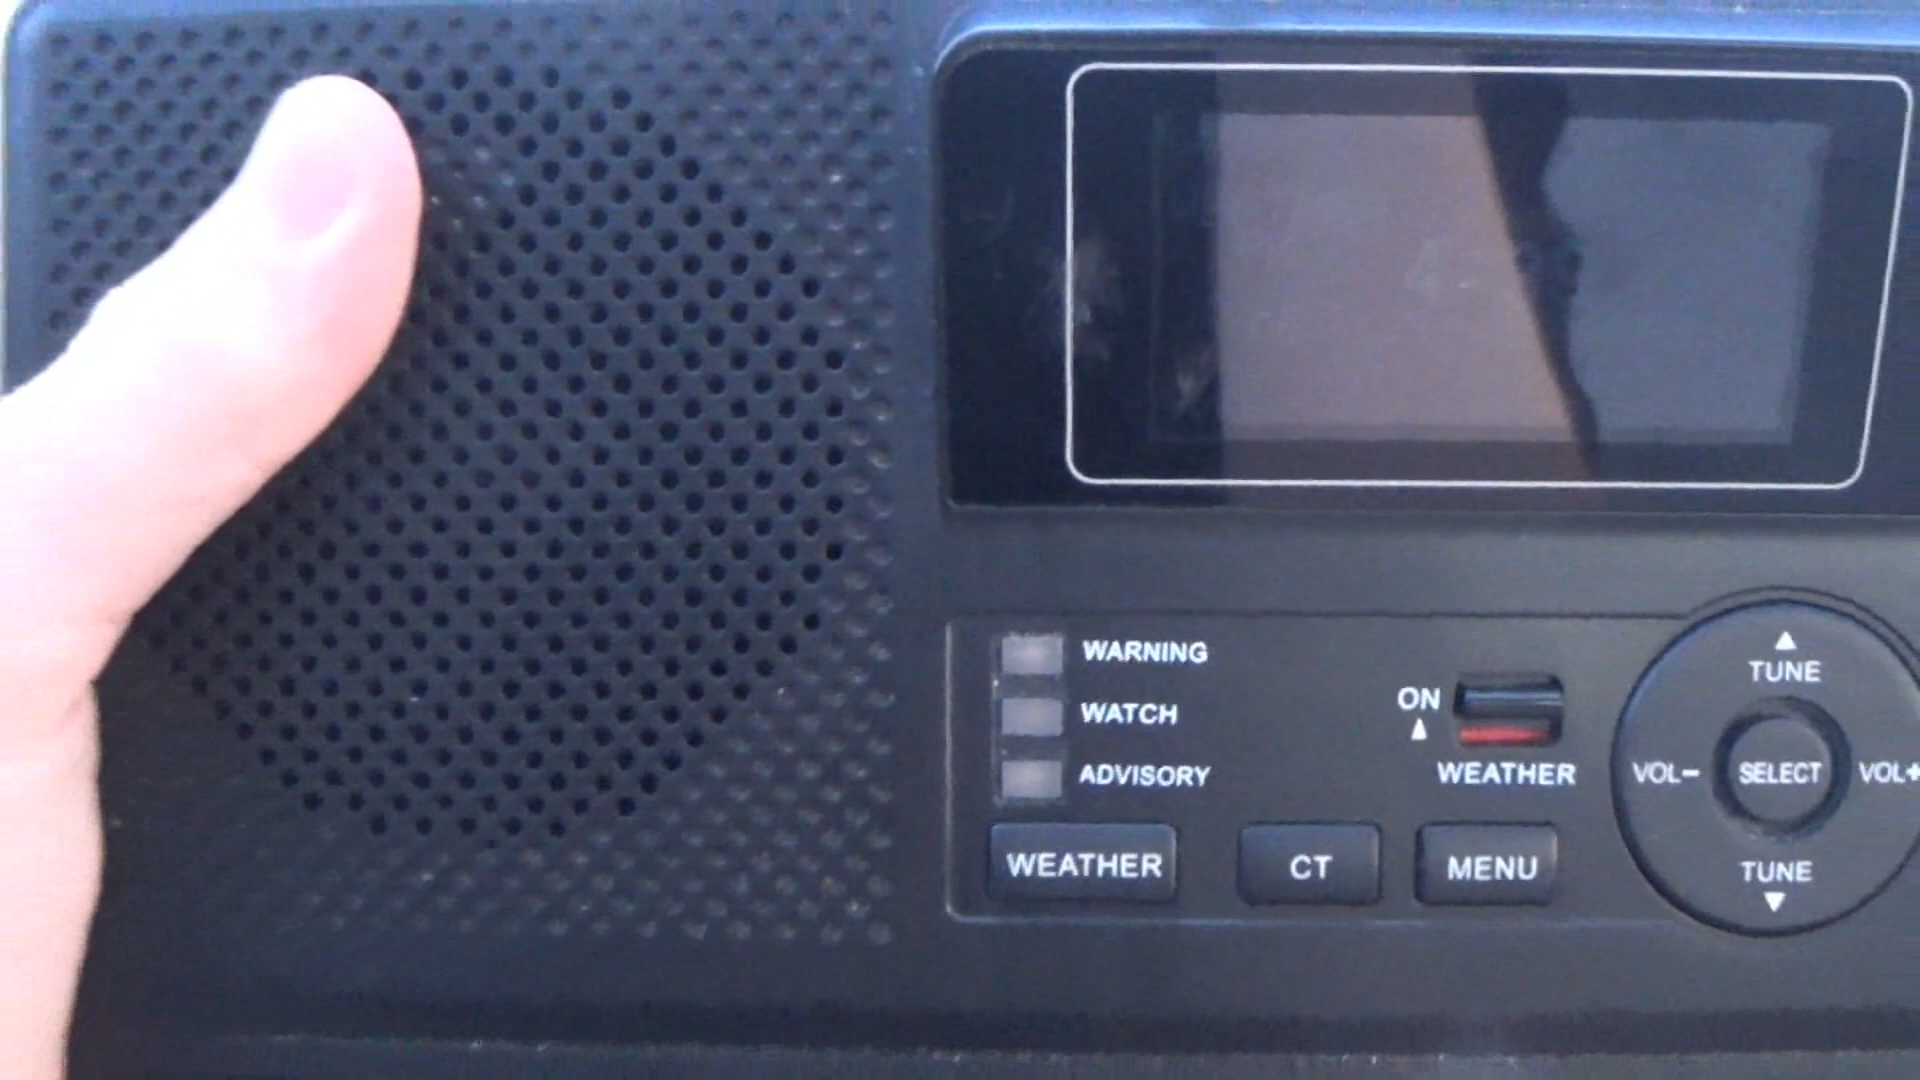 WARNING
WATCH
ADVISORY
ON
WEATHER
WEATHER
CT
MENU
TUNE
VOL-
SELECT
VOL+
TUNE